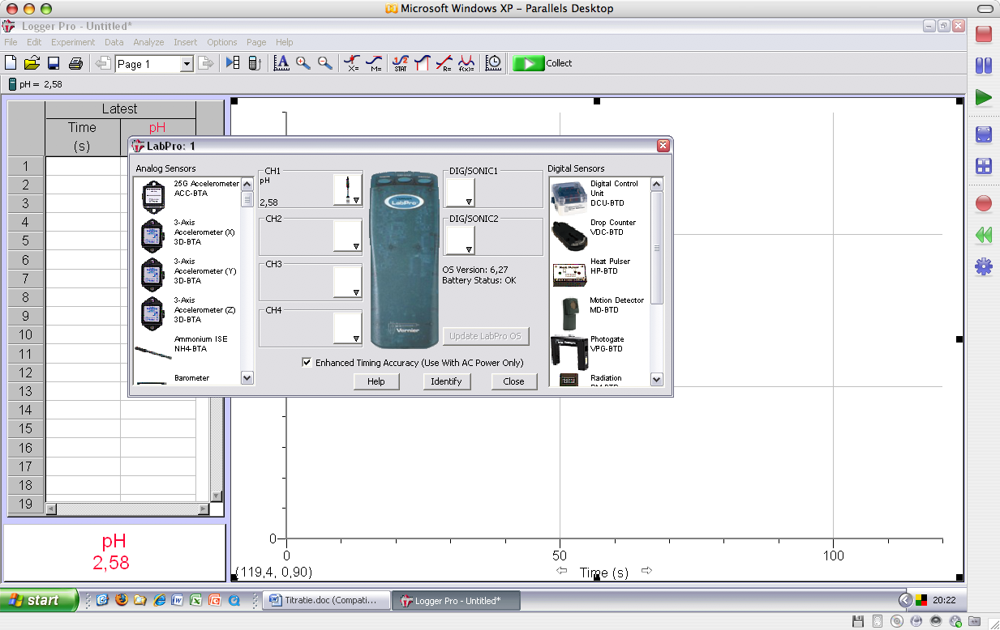 Microsoft Windows XP – Parallels Desktop
Logger Pro - Untitled*
File Edit Experiment Data Analyze Insert Options Page Help
Page 1
X=
M=
STAT
R=
f(x)=
Collect
pH = 2,58
Latest
Time
(s)
pH
1
2
3
4
5
6
7
8
9
10
11
12
13
14
15
16
17
18
19
LabPro: 1
Analog Sensors
25G Accelerometer
ACC-BTA
3-Axis
Accelerometer (X)
3D-BTA
3-Axis
Accelerometer (Y)
3D-BTA
3-Axis
Accelerometer (Z)
3D-BTA
Ammonium ISE
NH4-BTA
Barometer
CH1
pH
2,58
CH2
CH3
CH4
LabPro
Vernier
DIG/SONIC1
DIG/SONIC2
OS Version: 6,27
Battery Status: OK
Update LabPro OS
Enhanced Timing Accuracy (Use With AC Power Only)
Help
Identify
Close
Digital Sensors
Digital Control
Unit
DCU-BTD
Drop Counter
VDC-BTD
Heat Pulser
HP-BTD
Motion Detector
MD-BTD
Photogate
VPG-BTD
Radiation
pH
2,58
0
0
50
100
(119,4, 0,90)
Time (s)
start
Titratie.doc (Compati...
Logger Pro - Untitled*
20:22